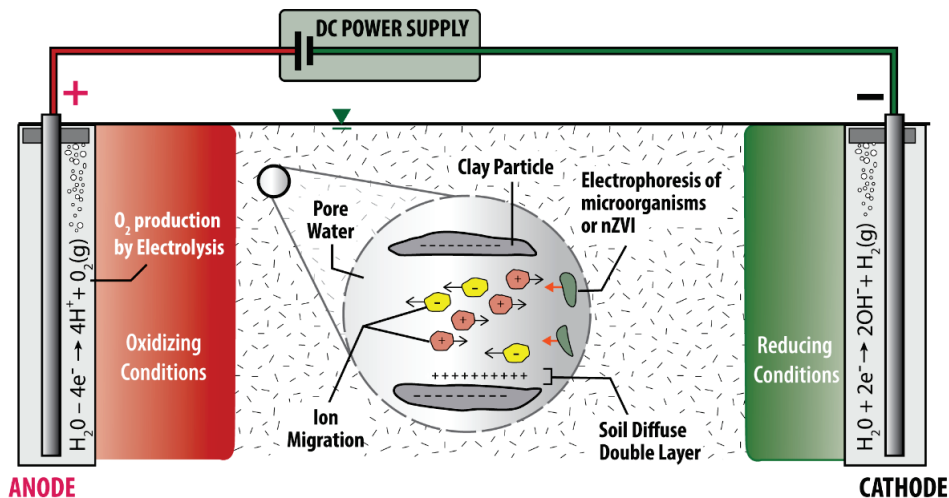 DC POWER SUPPLY
+
−
Clay Particle
Electrophoresis of
microorganisms
or nZVI
Pore
Water
O₂ production
by Electrolysis
H₂0 – 4e⁻ → 4H⁺ + O₂(g)
Oxidizing
Conditions
Reducing
Conditions
H₂O + 2e⁻ → 2OH⁻ + H₂(g)
- - - - - - - - - -
-
+
-
+
+
+
-
+ + + + + + + + + +
- - - - - - - - - -
Ion
Migration
Soil Diffuse
Double Layer
ANODE
CATHODE